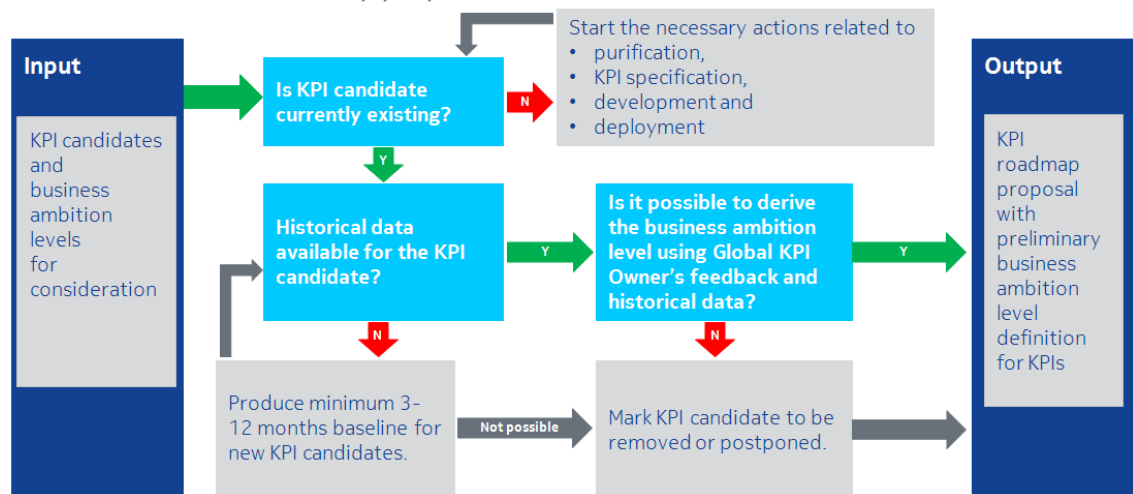 Input
KPI candidates
and
business
ambition
levels
for
consideration
Is KPI candidate
currently existing?
N
Start the necessary actions related to
• purification,
• KPI specification,
• development and
• deployment
Y
Historical data
available for the KPI
candidate?
Y
Is it possible to derive
the business ambition
level using Global KPI
Owner’s feedback and
historical data?
Y
N
N
Produce minimum 3-
12 months baseline for
new KPI candidates.
Not possible
Mark KPI candidate to be
removed or postponed.
Output
KPI
roadmap
proposal
with
preliminary
business
ambition
level
definition
for KPIs